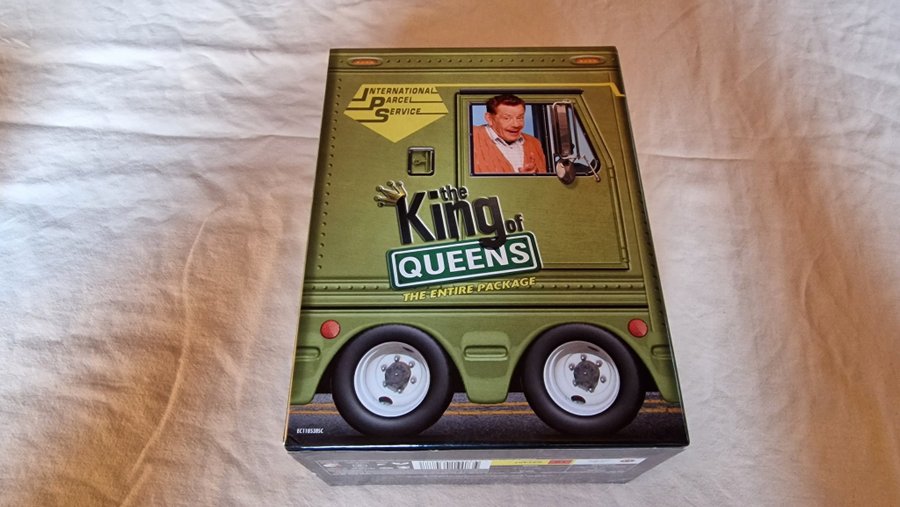 INTERNATIONAL
PARCEL
SERVICE
the
King of
QUEENS
THE ENTIRE PACKAGE